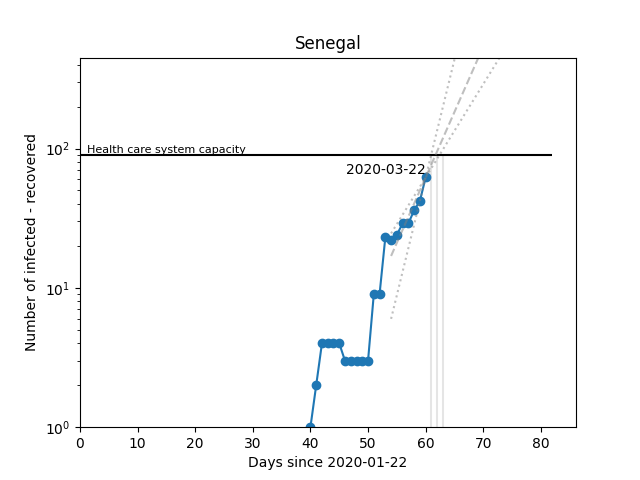 Senegal
Number of infected - recovered
10²
10¹
10⁰
Health care system capacity
2020-03-22
0 10 20 30 40 50 60 70 80
Days since 2020-01-22